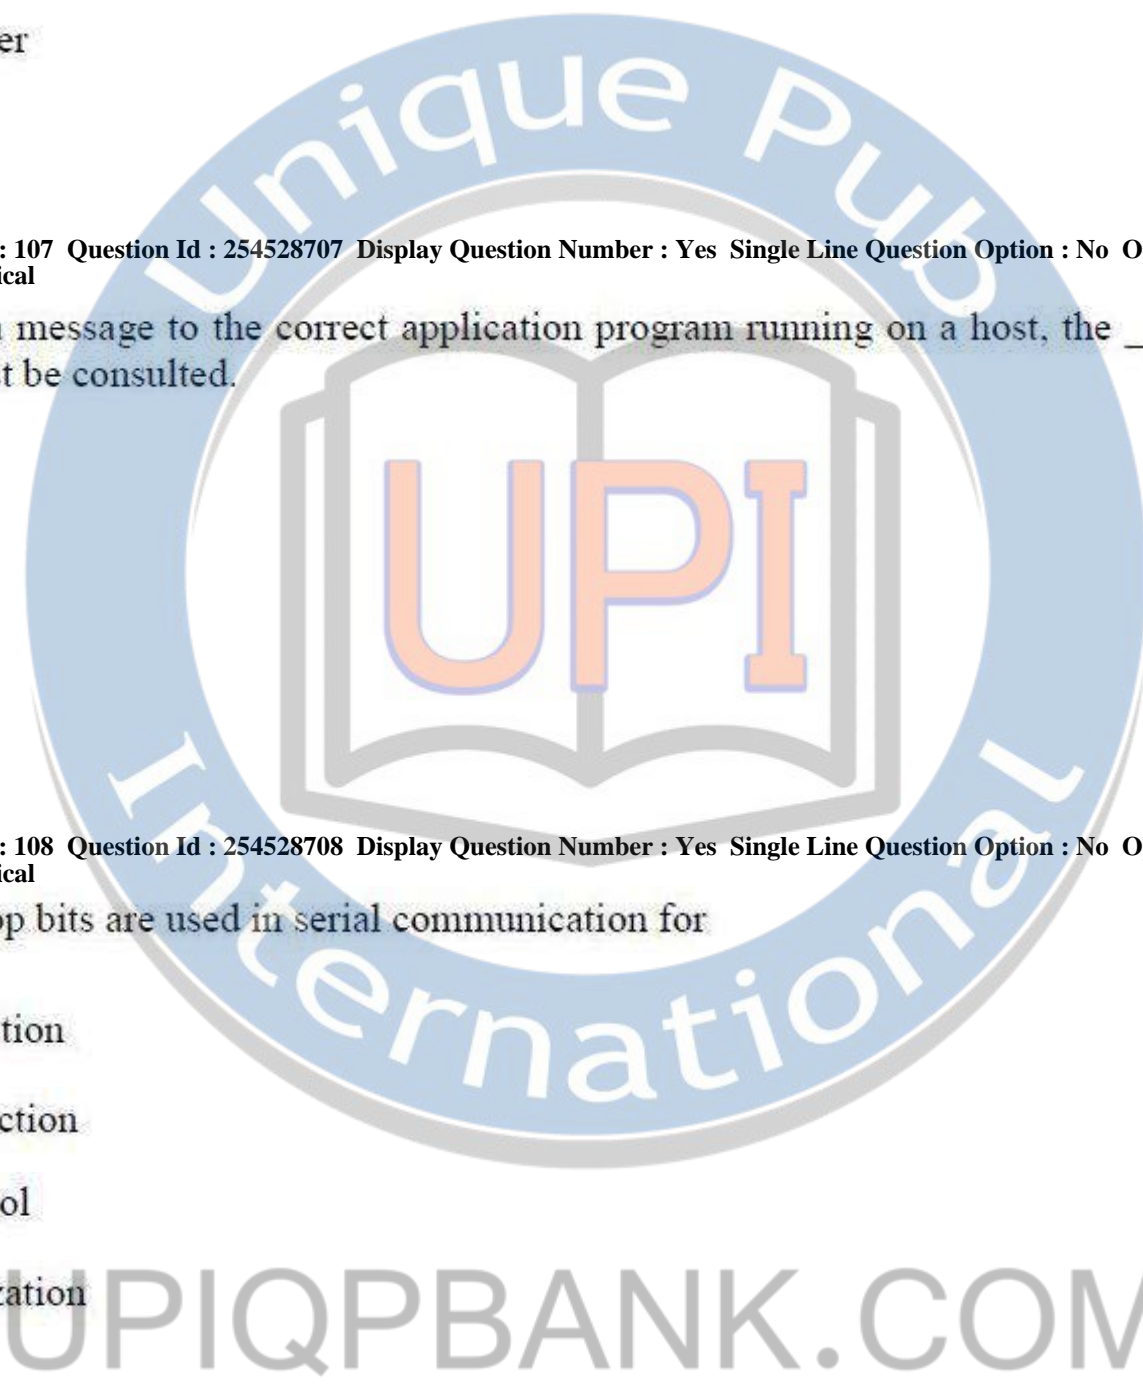 er
: 107 Question Id : 254528707 Display Question Number : Yes Single Line Question Option : No O
ical
message to the correct application program running on a host, the _
t be consulted.
: 108 Question Id : 254528708 Display Question Number : Yes Single Line Question Option : No O
ical
op bits are used in serial communication for
tion
ction
ol
zation
Unique Pub
UPI
International
UPIQPBANK.COM